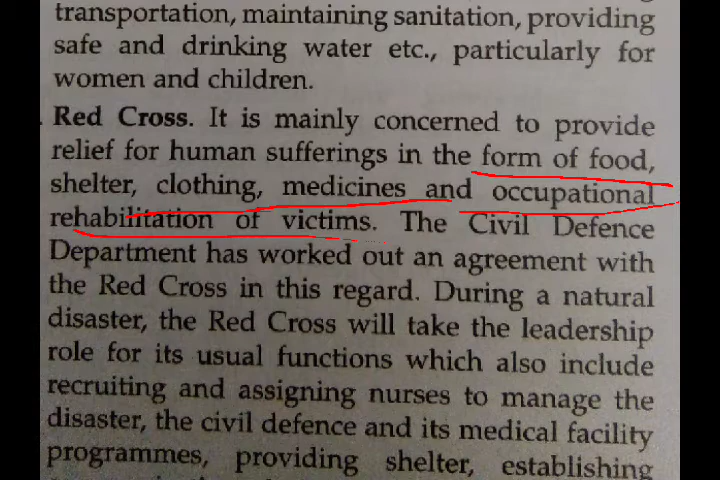 transportation, maintaining sanitation, providing
safe and drinking water etc., particularly for
women and children.
Red Cross. It is mainly concerned to provide
relief for human sufferings in the form of food,
shelter, clothing, medicines and occupational
rehabilitation of victims. The Civil Defence
Department has worked out an agreement with
the Red Cross in this regard. During a natural
disaster, the Red Cross will take the leadership
role for its usual functions which also include
recruiting and assigning nurses to manage the
disaster, the civil defence and its medical facility
programmes, providing shelter, establishing